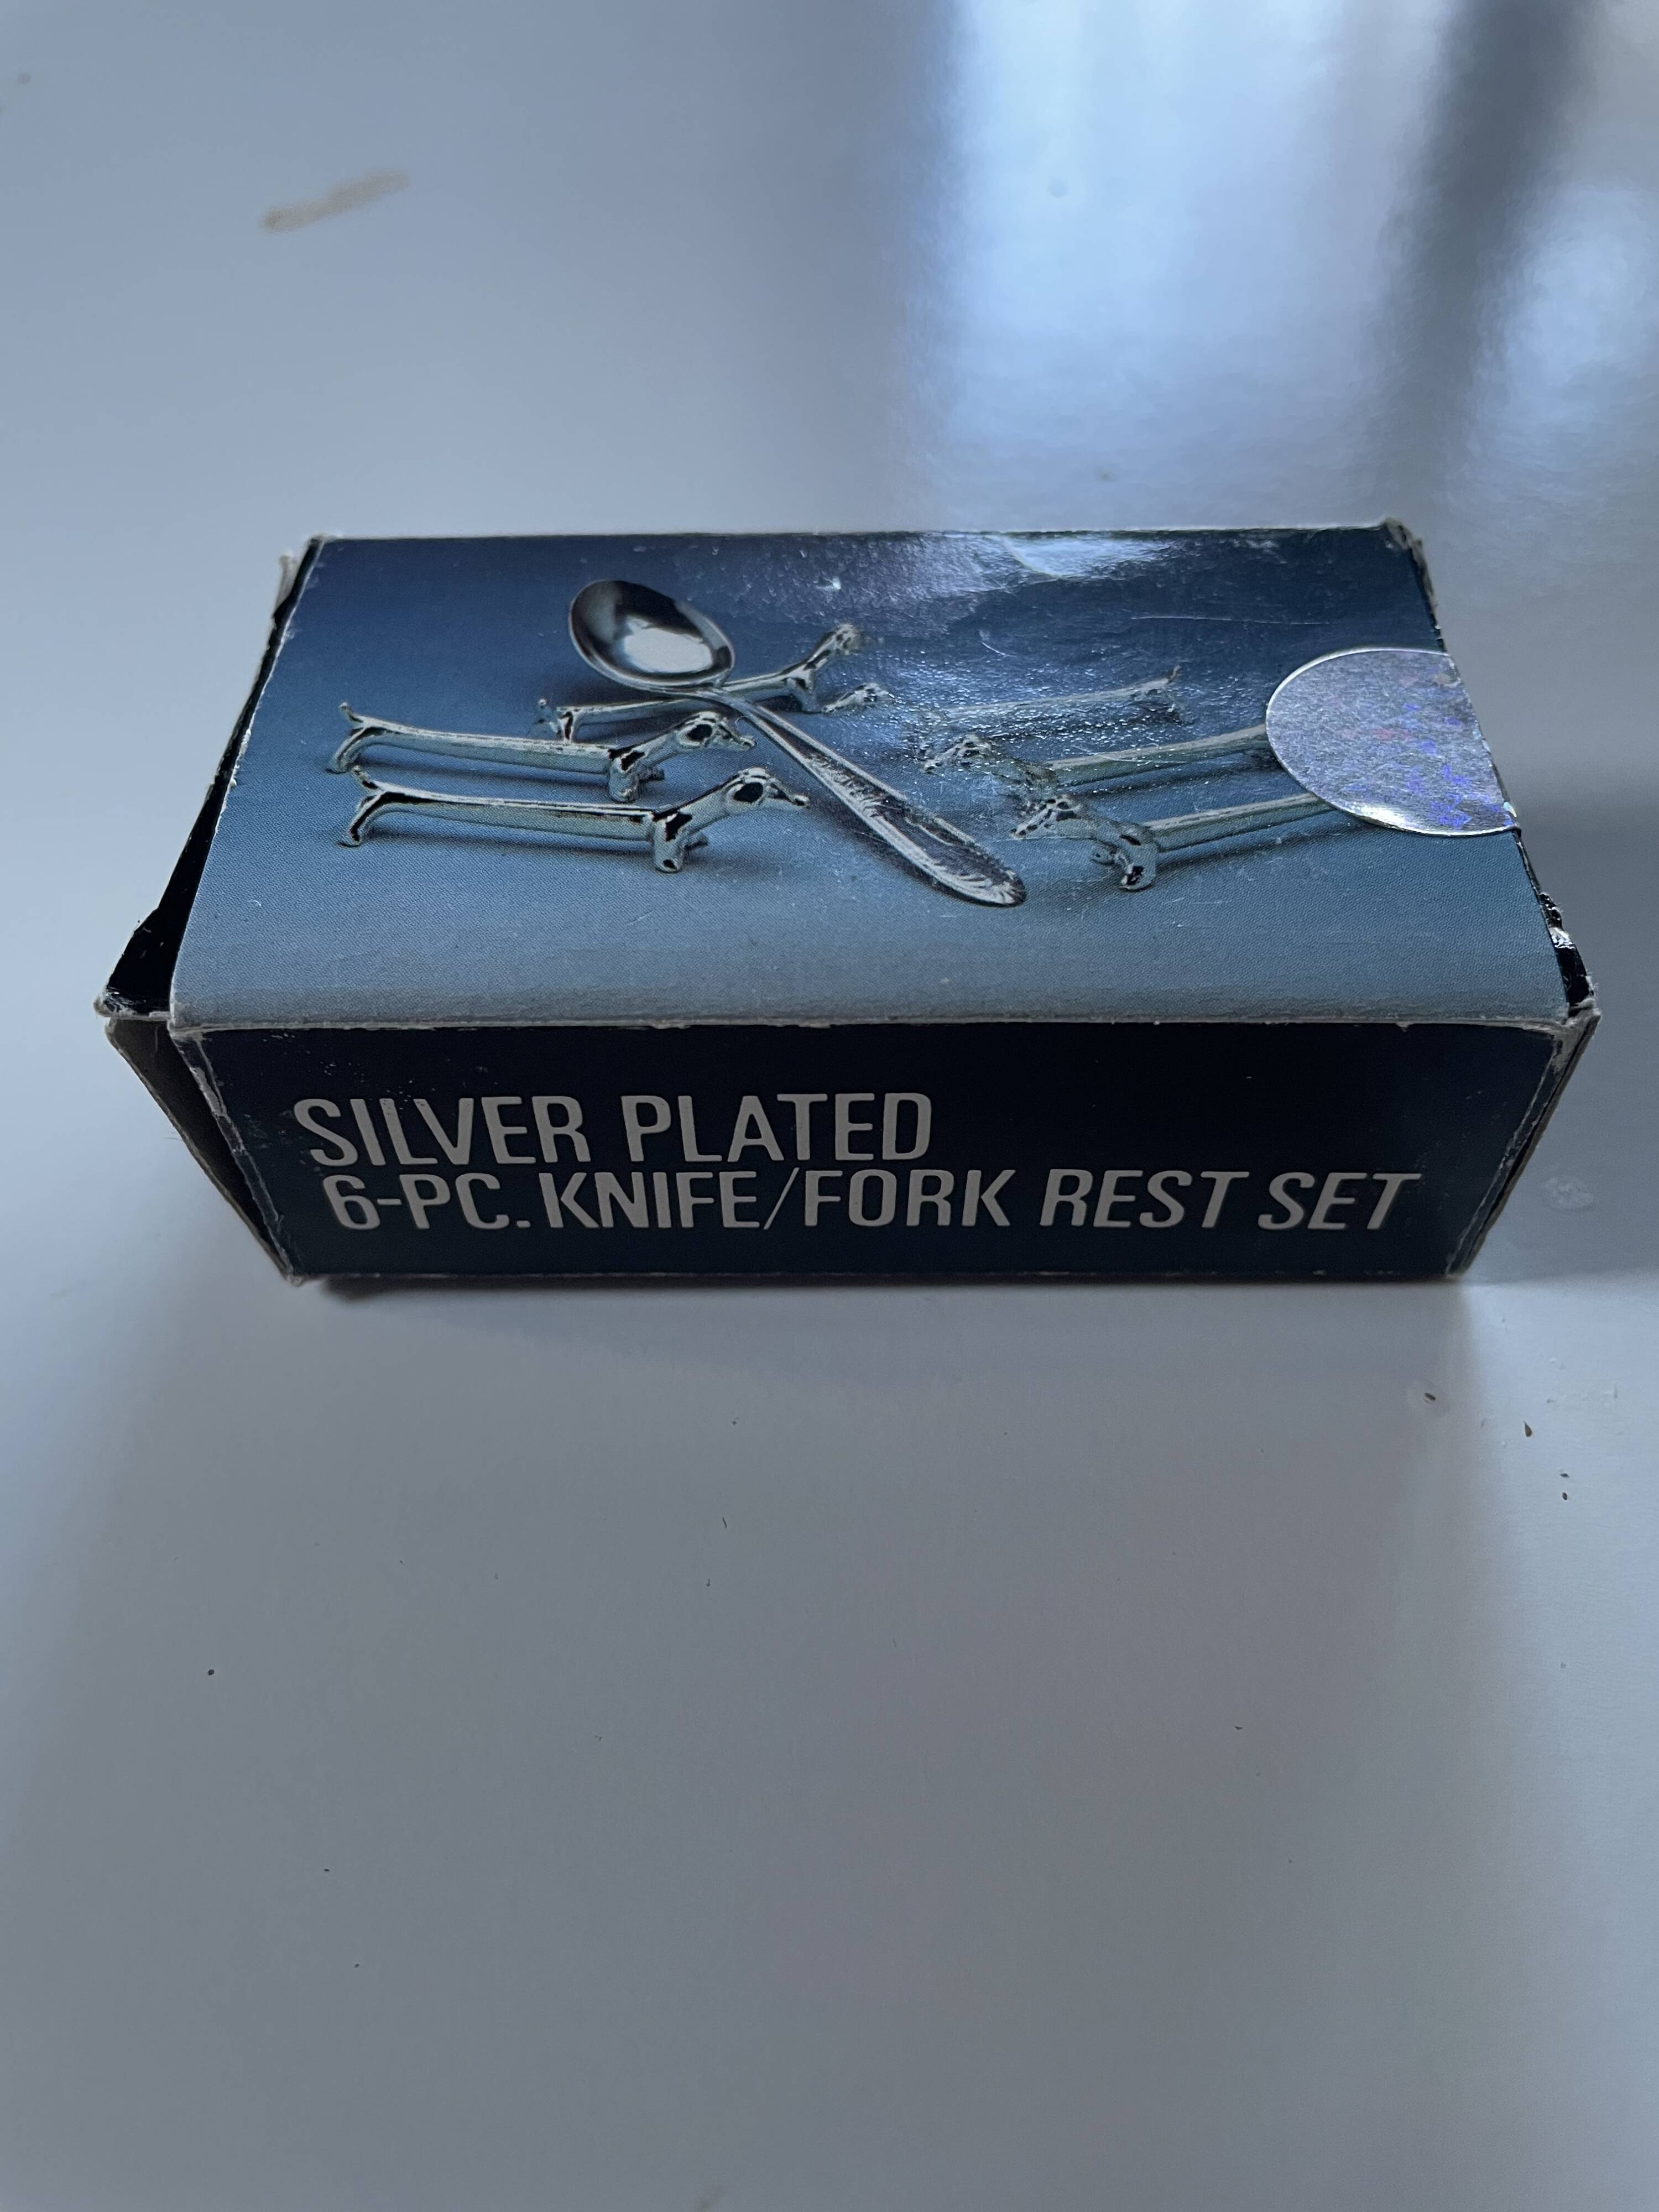 SILVER PLATED
6-PC. KNIFE/FORK REST SET